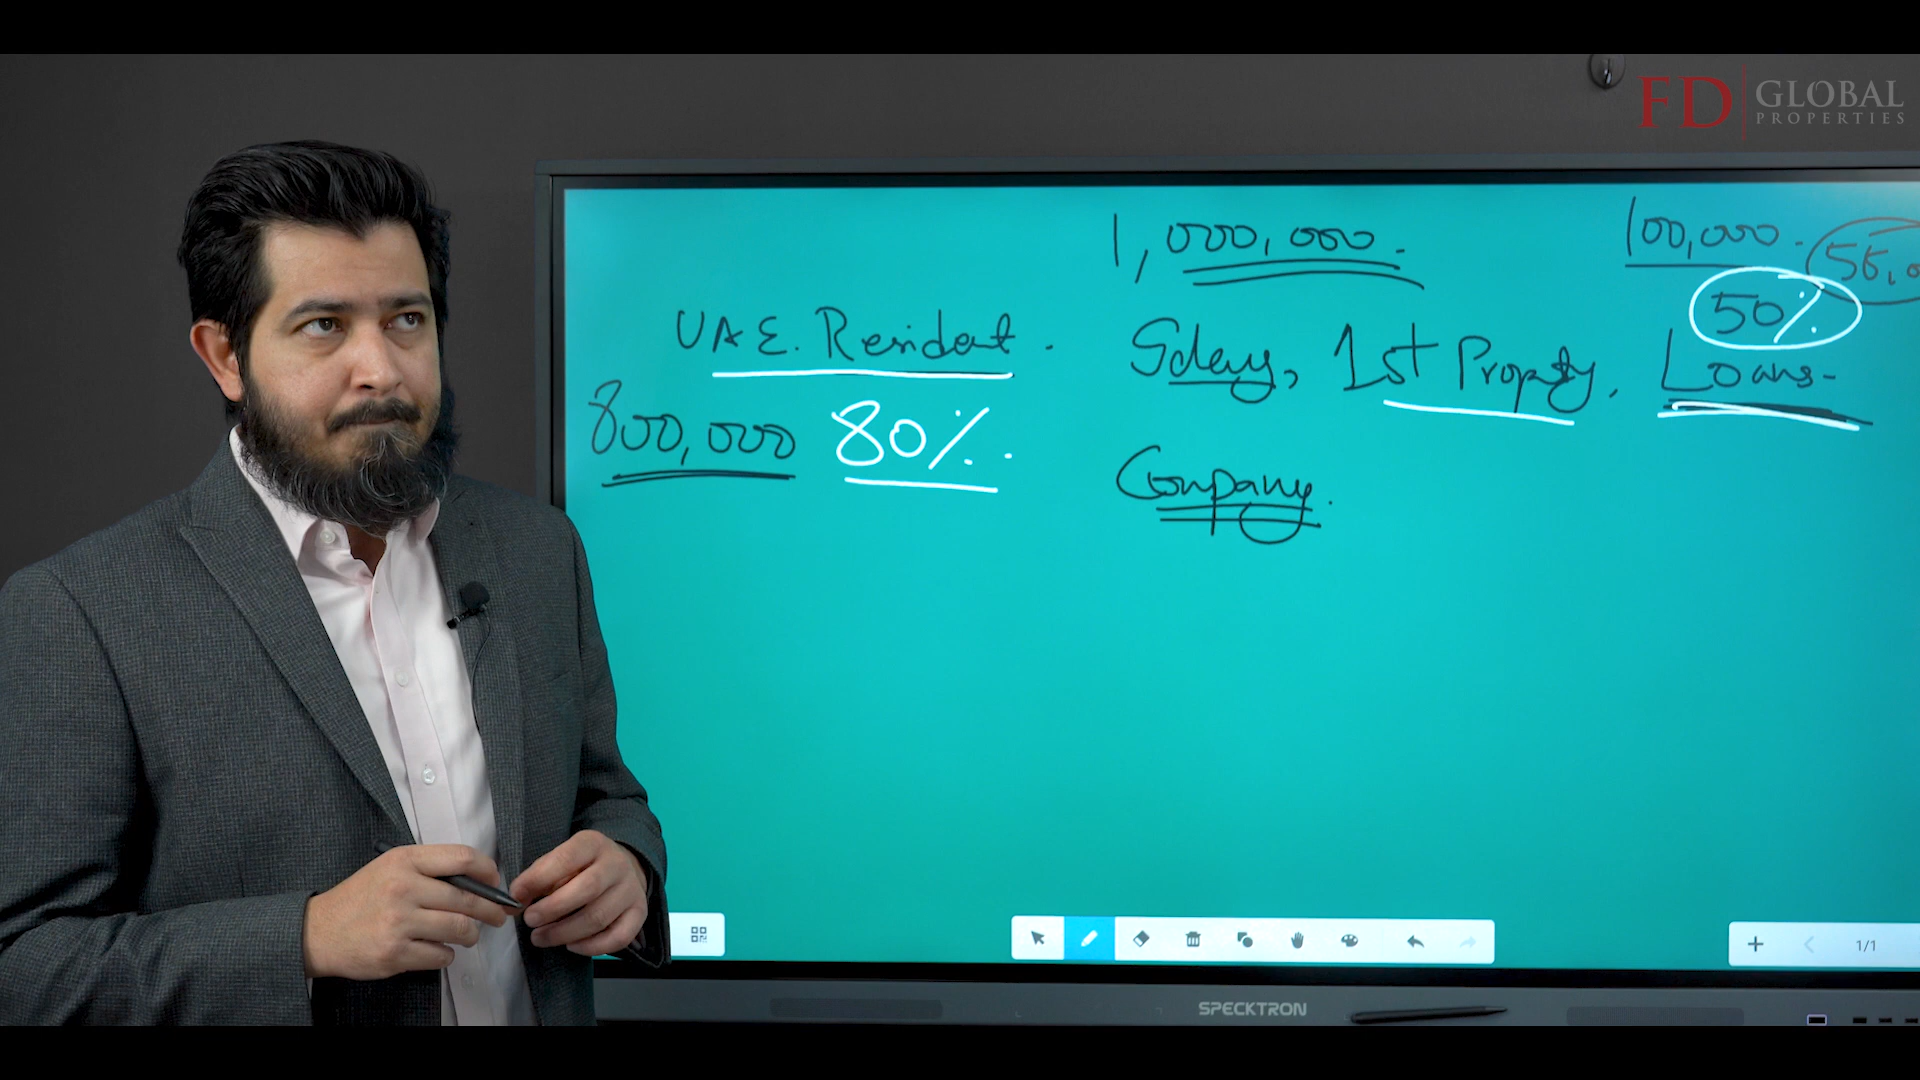 FD GLOBAL
PROPERTIES
1,000,000.
100,000.
50%
UAE. Resident.
Sdey, 1st Property, Loans-
800,000 80%.
Company.
1/1
SPECKTRON